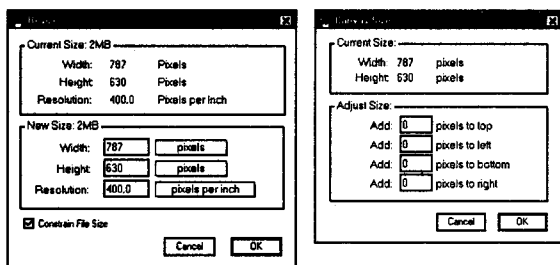 Resize
Current Size: 2MB
Width: 787 Pixels
Height: 630 Pixels
Resolution: 400.0 Pixels per inch
New Size: 2MB
Width: 787 pixels
Height: 630 pixels
Resolution: 400.0 pixels per inch
Constrain File Size
Cancel OK
Canvas Size
Current Size:
Width: 787 pixels
Height: 630 pixels
Adjust Size:
Add: 0 pixels to top
Add: 0 pixels to left
Add: 0 pixels to bottom
Add: 0 pixels to right
Cancel OK